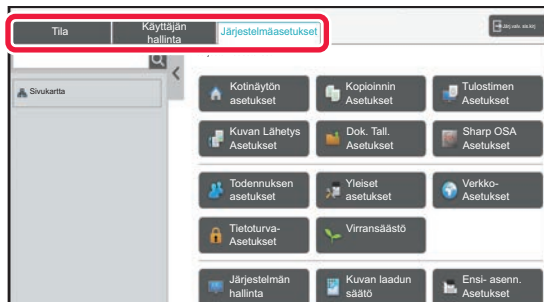 Tila
Käyttäjän
hallinta
Järjestelmäasetukset
Sivukartta
Kotinäytön
asetukset
Kopioinnin
Asetukset
Tulostimen
Asetukset
Kuvan Lähetys
Asetukset
Dok. Tall.
Asetukset
Sharp OSA
Asetukset
Todennuksen
asetukset
Yleiset
asetukset
Verkko-
Asetukset
Tietoturva-
Asetukset
Virransäästö
Järjestelmän
hallinta
Kuvan laadun
säätö
Ensi- asenn.
Asetukset